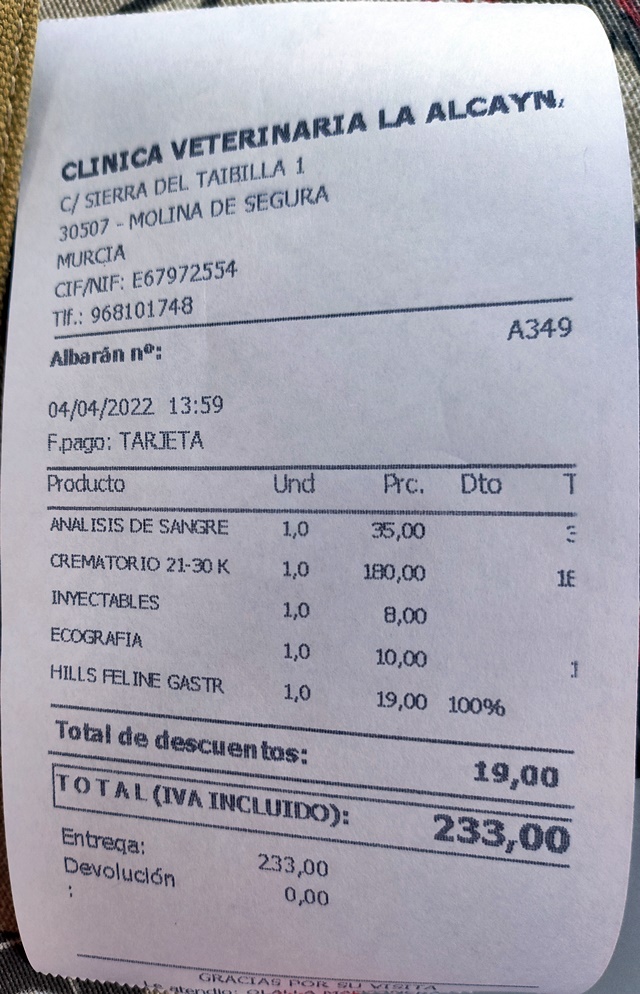 CLINICA VETERINARIA LA ALCAYN
C/ SIERRA DEL TAIBILLA 1
30507 - MOLINA DE SEGURA
MURCIA
CIF/NIF: E67972554
Tlf.: 968101748
Albarán nº: A349
04/04/2022 13:59
F.pago: TARJETA
Producto Und Prc. Dto T
ANALISIS DE SANGRE 1,0 35,00 3
CREMATORIO 21-30 K 1,0 180,00 18
INYECTABLES 1,0 8,00
ECOGRAFIA 1,0 10,00 1
HILLS FELINE GASTR 1,0 19,00 100%
Total de descuentos: 19,00
TOTAL (IVA INCLUIDO): 233,00
Entrega: 233,00
Devolución 0,00
:
GRACIAS POR SU VISITA